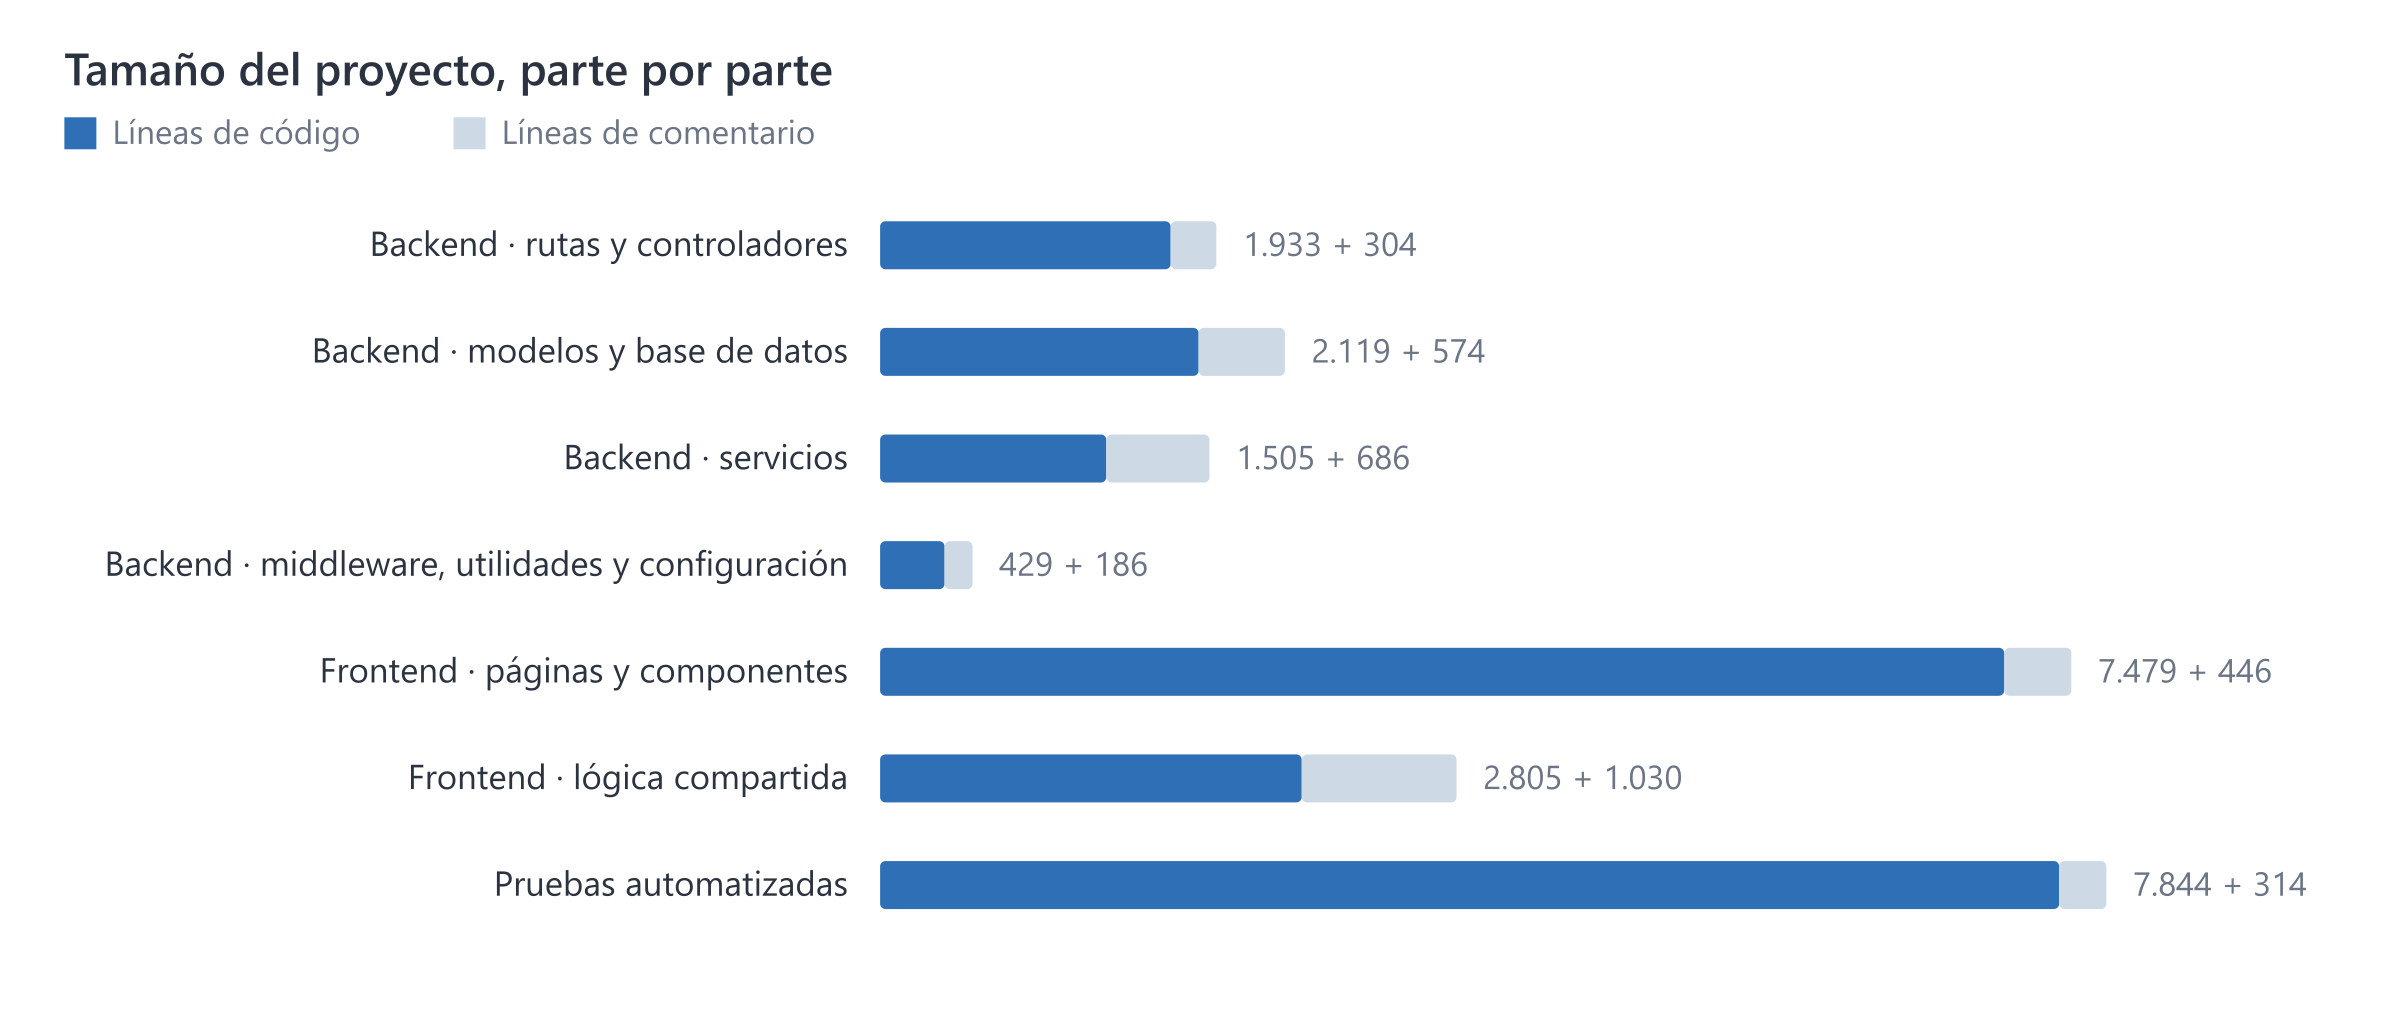 Tamaño del proyecto, parte por parte
Líneas de código Líneas de comentario
Backend · rutas y controladores 1.933 + 304
Backend · modelos y base de datos 2.119 + 574
Backend · servicios 1.505 + 686
Backend · middleware, utilidades y configuración 429 + 186
Frontend · páginas y componentes 7.479 + 446
Frontend · lógica compartida 2.805 + 1.030
Pruebas automatizadas 7.844 + 314